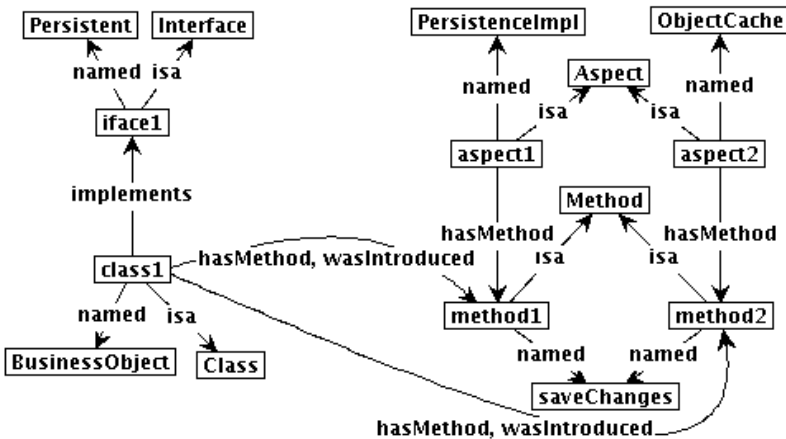 Persistent Interface
PersistenceImpl
ObjectCache
named isa
named
Aspect
named
iface1
isa
isa
aspect1
aspect2
implements
Method
hasMethod
hasMethod
hasMethod, wasIntroduced
isa
isa
class1
named
isa
method1
method2
BusinessObject
Class
named
named
saveChanges
hasMethod, wasIntroduced